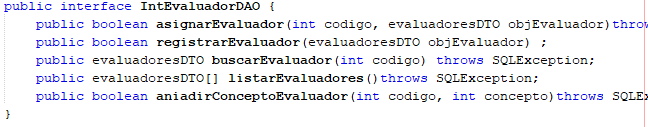 public interface IntEvaluadorDAO {
public boolean asignarEvaluador(int codigo, evaluadoresDTO objEvaluador)throw
public boolean registrarEvaluador(evaluadoresDTO objEvaluador) ;
public evaluadoresDTO buscarEvaluador(int codigo) throws SQLException;
public evaluadoresDTO[] listarEvaluadores()throws SQLException;
public boolean aniadirConceptoEvaluador(int codigo, int concepto)throws SQLEx
}